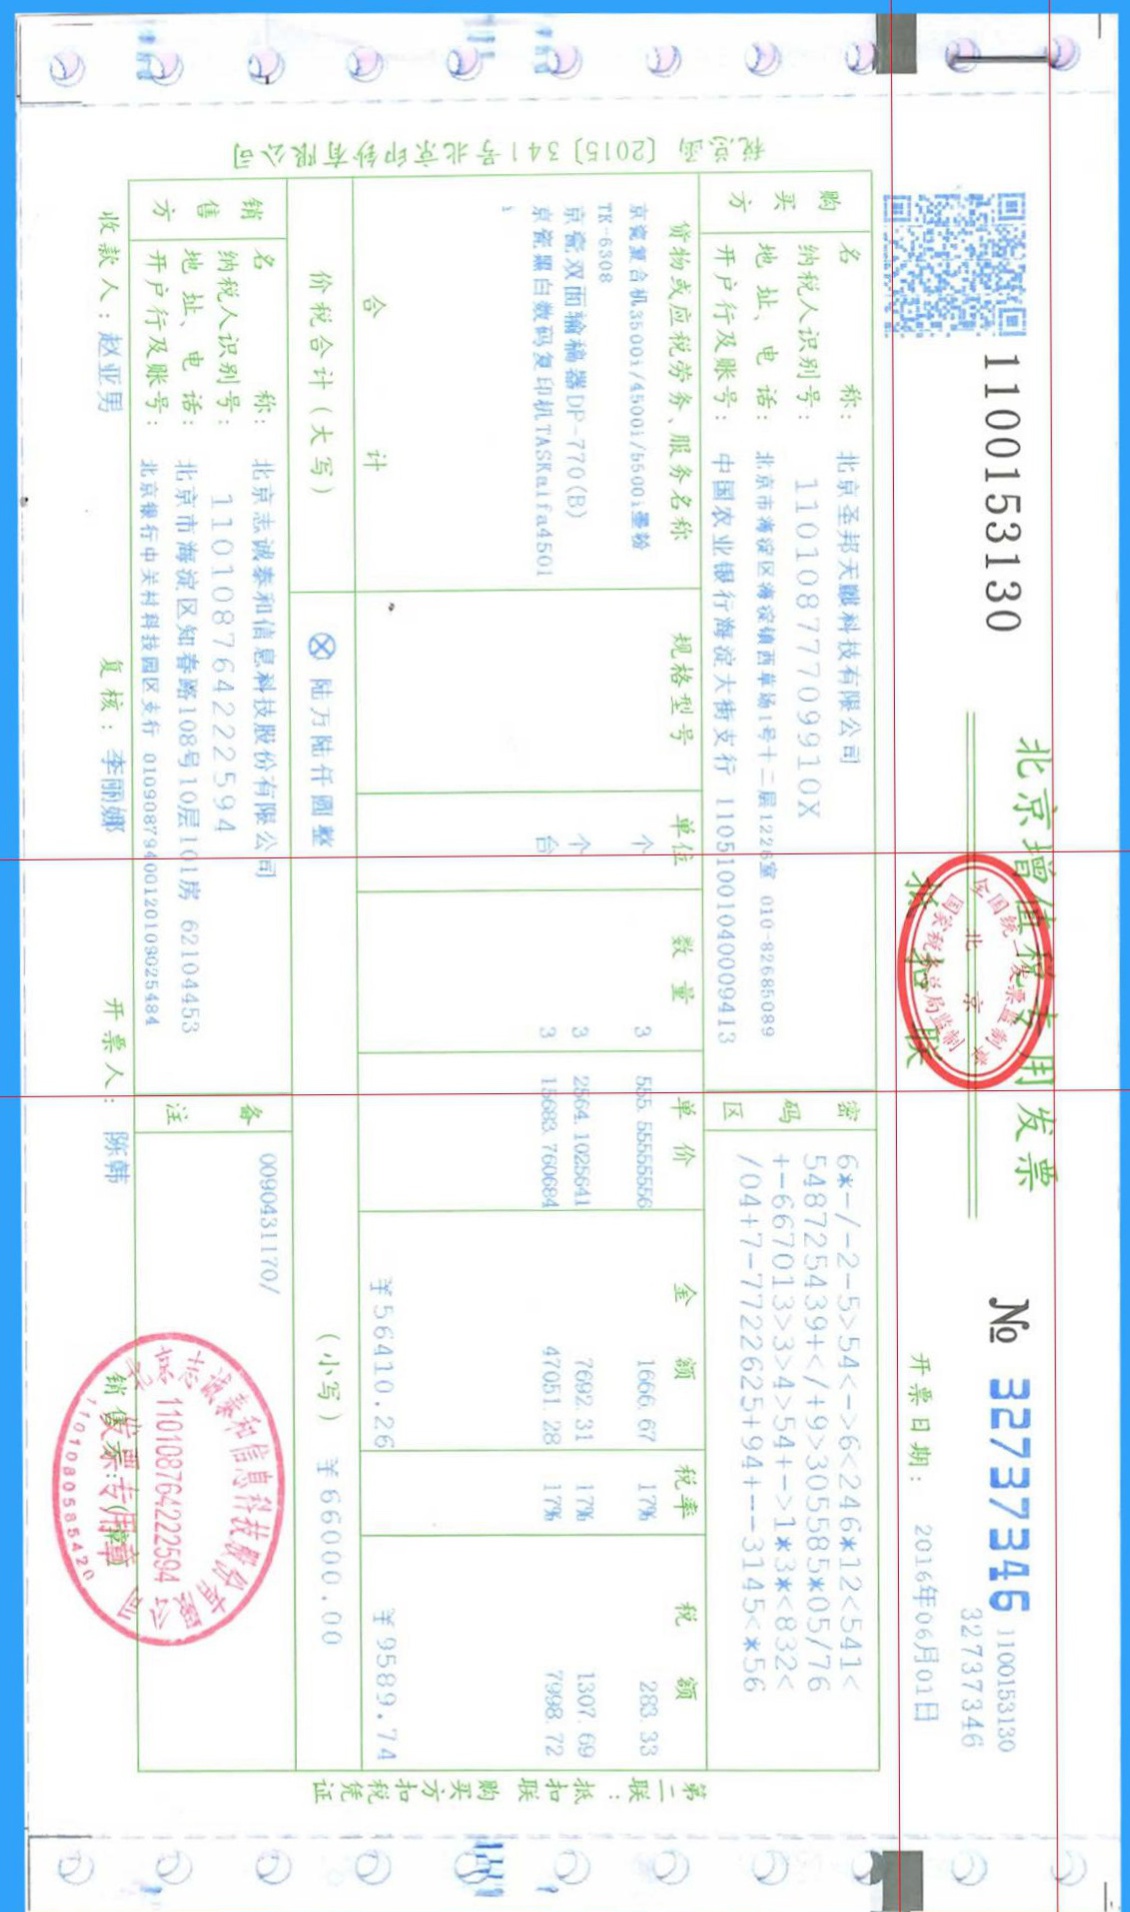 1100153130
北京增值税专用发票
抵扣联
全国统一发票监制章
北京
国家税务总局监制
№ 32737346
1100153130
32737346
开票日期: 2016年06月01日
税总函〔2015〕341号北京印钞有限公司
购买方
名称: 北京圣邦天麒科技有限公司
纳税人识别号: 11010877709910X
地址、电话: 北京市海淀区海淀镇西草场1号十二层1226室 010-82685089
开户行及账号: 中国农业银行海淀大街支行 11051001040009413
密码区
6*-/-2-5>54<->6<246*12<541<
548725439+</+9>305585*05/76
+-667013>3>4>54+->1*3*<832<
/04+7-7722625+94+--3145<*56
货物或应税劳务、服务名称 规格型号 单位 数量 单价 金额 税率 税额
京瓷复合机3500i/4500i/5500i墨粉 个 3 555.55555556 1666.67 17% 283.33
TK-6308
京瓷双面输稿器DP-770(B) 个 3 2564.1025641 7692.31 17% 1307.69
京瓷黑白数码复印机TASKalfa4501 台 3 15683.760684 47051.28 17% 7998.72
i
合计 ¥56410.26 ¥9589.74
价税合计(大写) ⊗陆万陆仟圆整 (小写) ¥66000.00
销售方
名称: 北京志诚泰和信息科技股份有限公司
纳税人识别号: 110108764222594
地址、电话: 北京市海淀区知春路108号10层101房 62104453
开户行及账号: 北京银行中关村科技园区支行 01090879400120109025484
备注
0090431170/
收款人: 赵亚男 复核: 李丽娜 开票人: 陈韩 销售方:(章)
北京志诚泰和信息科技股份有限公司
110108764222594
发票专用章
1101080585420
第二联:抵扣联 购买方扣税凭证